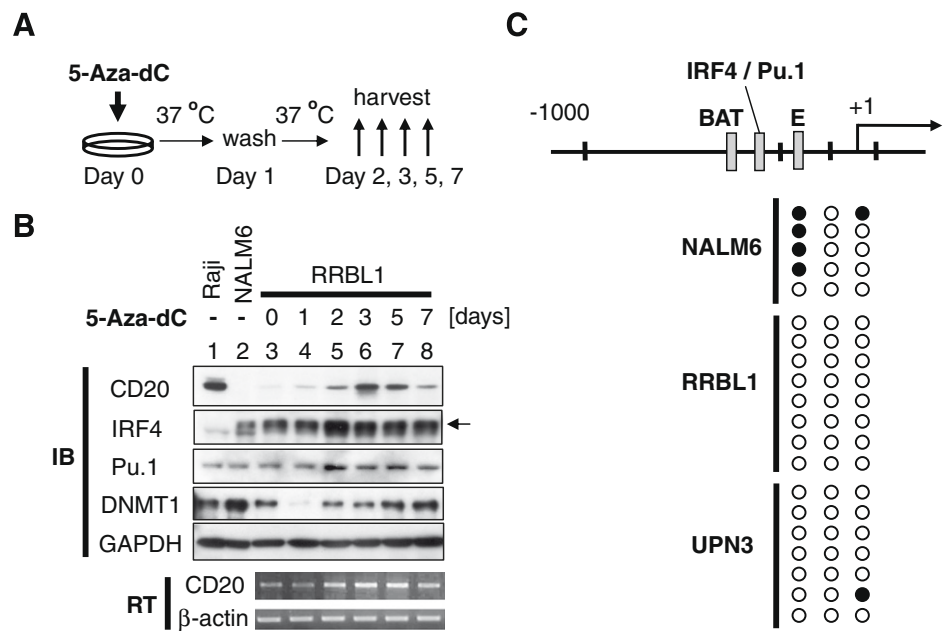 A
5-Aza-dC
37 °C
37 °C
harvest
wash
Day 0
Day 1
Day 2, 3, 5, 7
B
Raji
NALM6
RRBL1
5-Aza-dC - - 0 1 2 3 5 7 [days]
1 2 3 4 5 6 7 8
IB
CD20
IRF4
Pu.1
DNMT1
GAPDH
RT
CD20
β-actin
C
IRF4 / Pu.1
-1000
BAT
E
+1
NALM6
RRBL1
UPN3